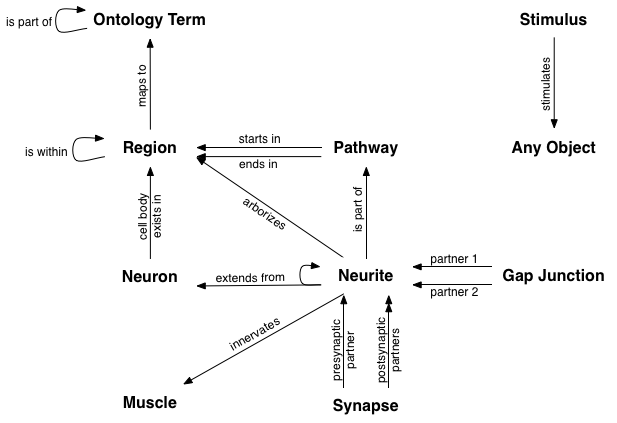 Ontology Term
Stimulus
is part of
maps to
stimulates
Region
is within
starts in
ends in
Pathway
Any Object
cell body
exists in
arborizes
is part of
Neuron
extends from
Neurite
partner 1
partner 2
Gap Junction
innervates
presynaptic
partner
postsynaptic
partners
Muscle
Synapse